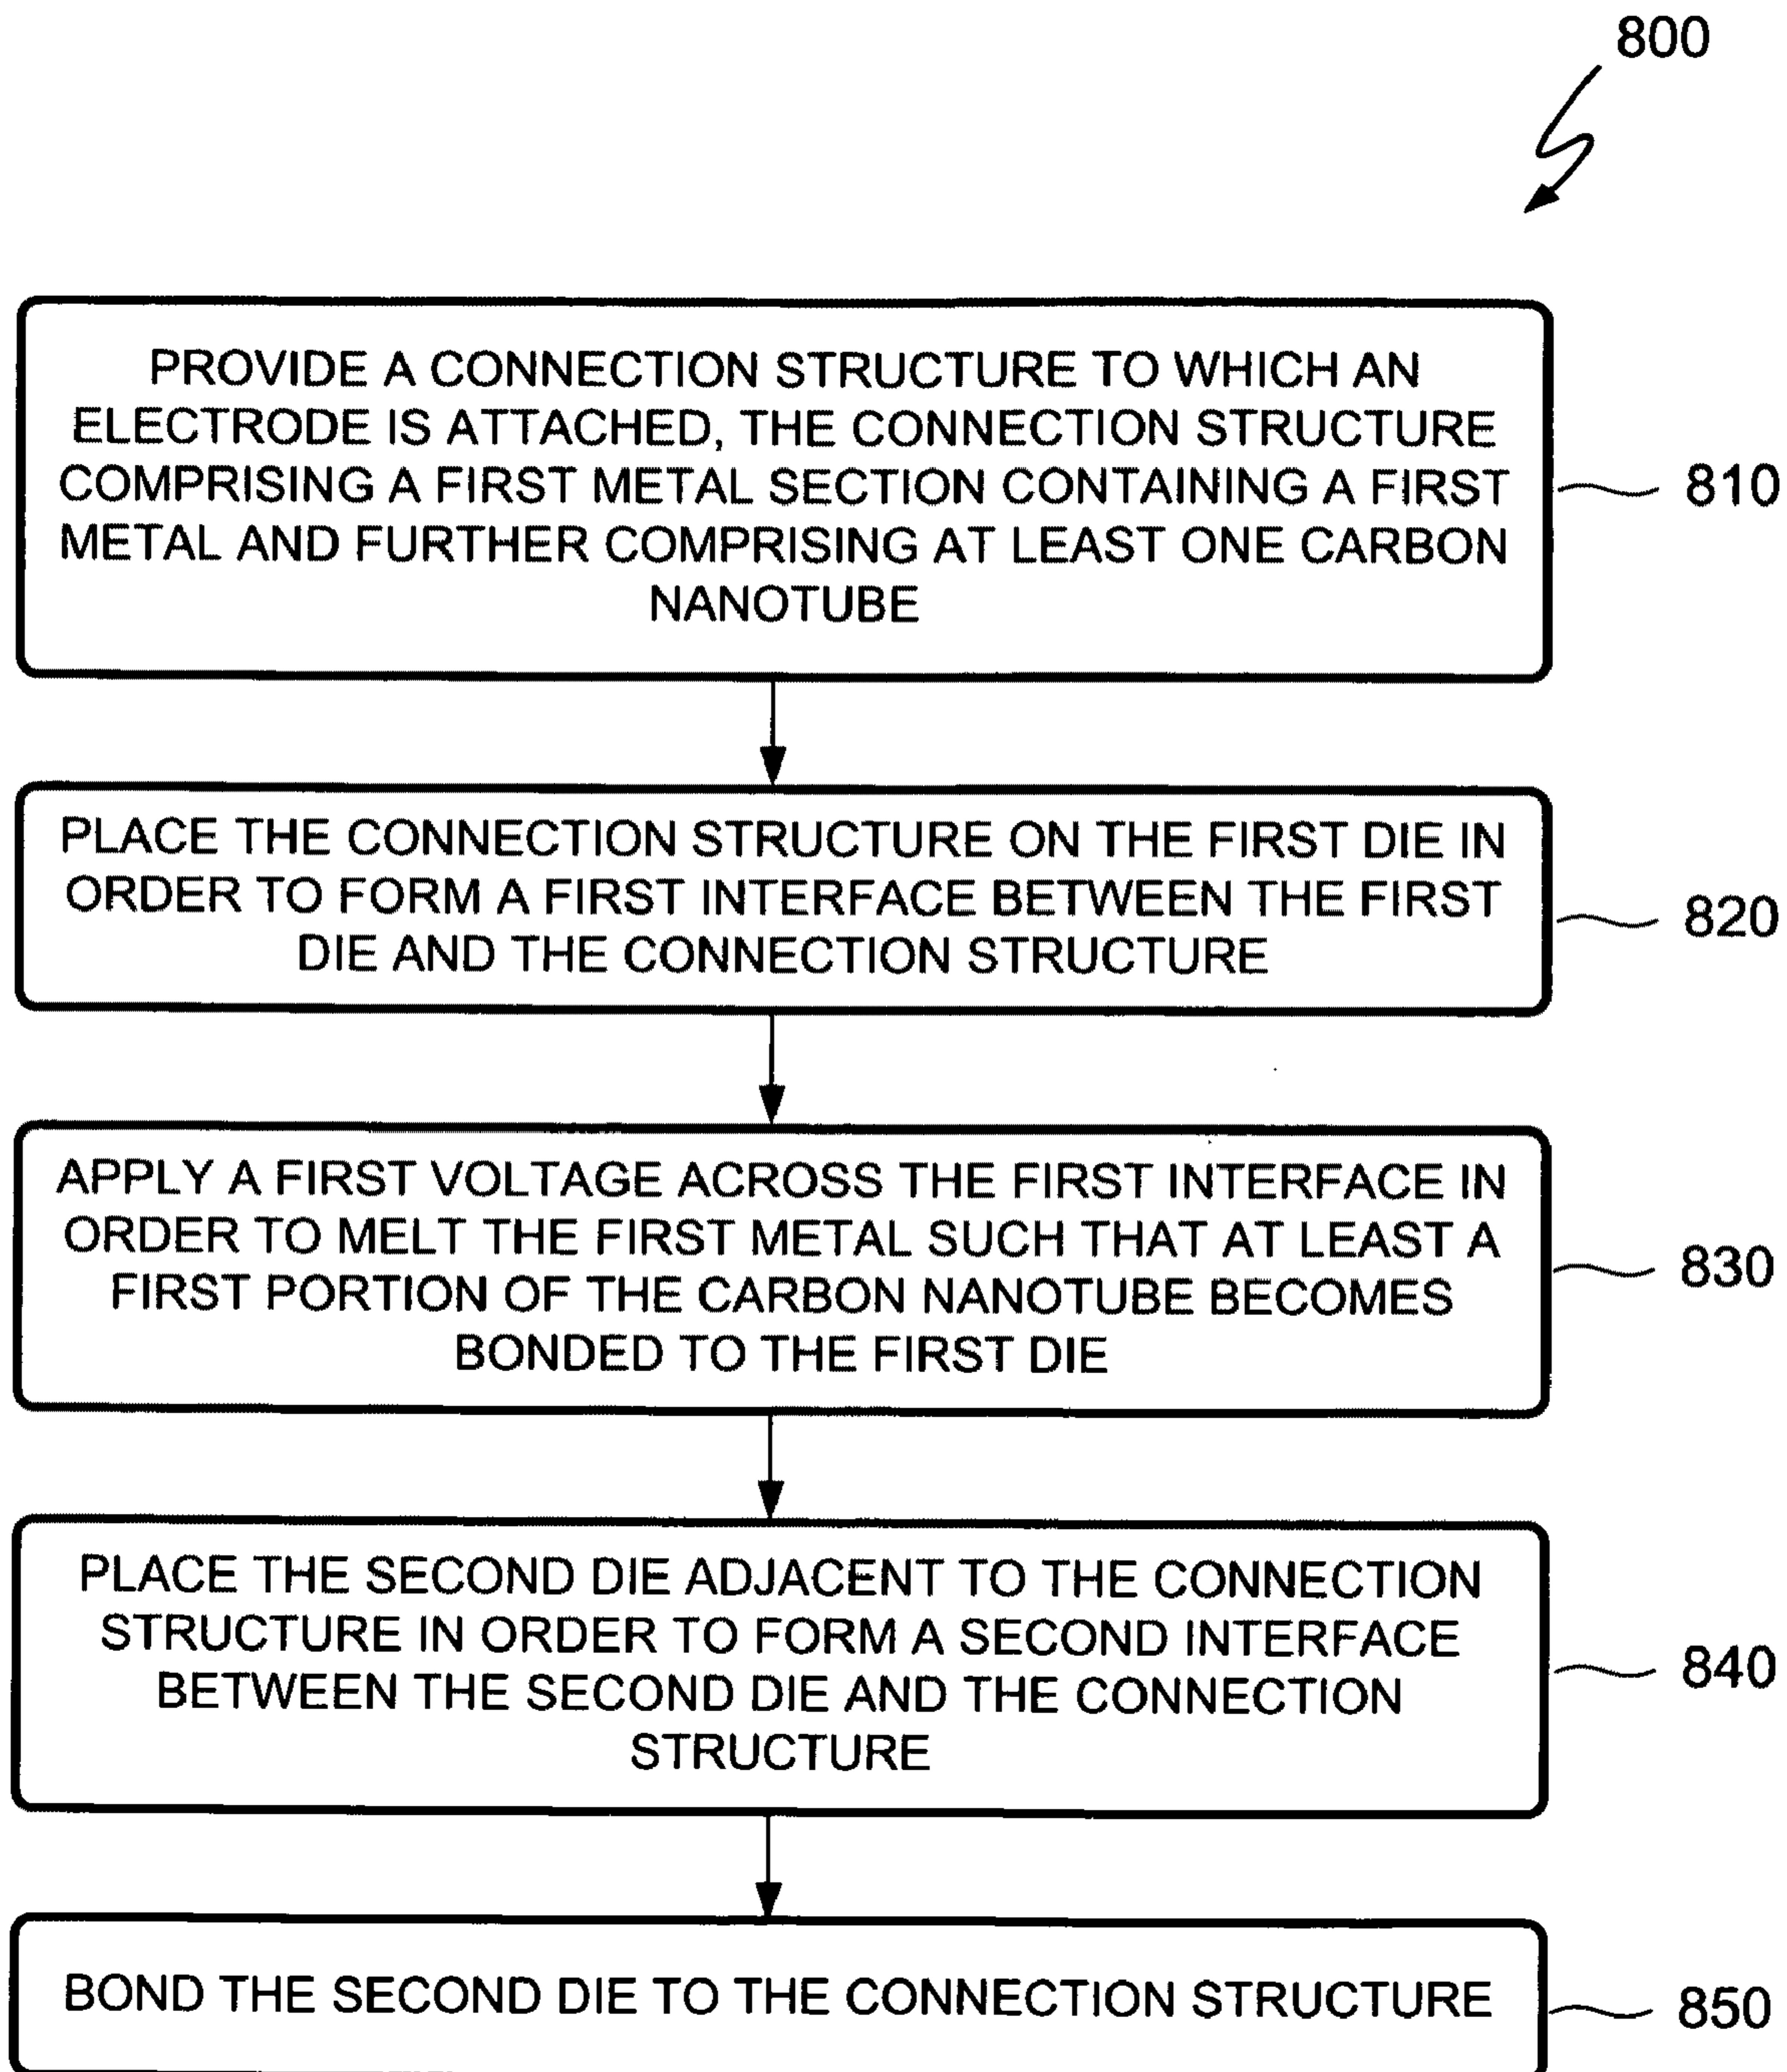 800
PROVIDE A CONNECTION STRUCTURE TO WHICH AN
ELECTRODE IS ATTACHED, THE CONNECTION STRUCTURE
COMPRISING A FIRST METAL SECTION CONTAINING A FIRST
METAL AND FURTHER COMPRISING AT LEAST ONE CARBON
NANOTUBE
810
PLACE THE CONNECTION STRUCTURE ON THE FIRST DIE IN
ORDER TO FORM A FIRST INTERFACE BETWEEN THE FIRST
DIE AND THE CONNECTION STRUCTURE
820
APPLY A FIRST VOLTAGE ACROSS THE FIRST INTERFACE IN
ORDER TO MELT THE FIRST METAL SUCH THAT AT LEAST A
FIRST PORTION OF THE CARBON NANOTUBE BECOMES
BONDED TO THE FIRST DIE
830
PLACE THE SECOND DIE ADJACENT TO THE CONNECTION
STRUCTURE IN ORDER TO FORM A SECOND INTERFACE
BETWEEN THE SECOND DIE AND THE CONNECTION
STRUCTURE
840
BOND THE SECOND DIE TO THE CONNECTION STRUCTURE
850